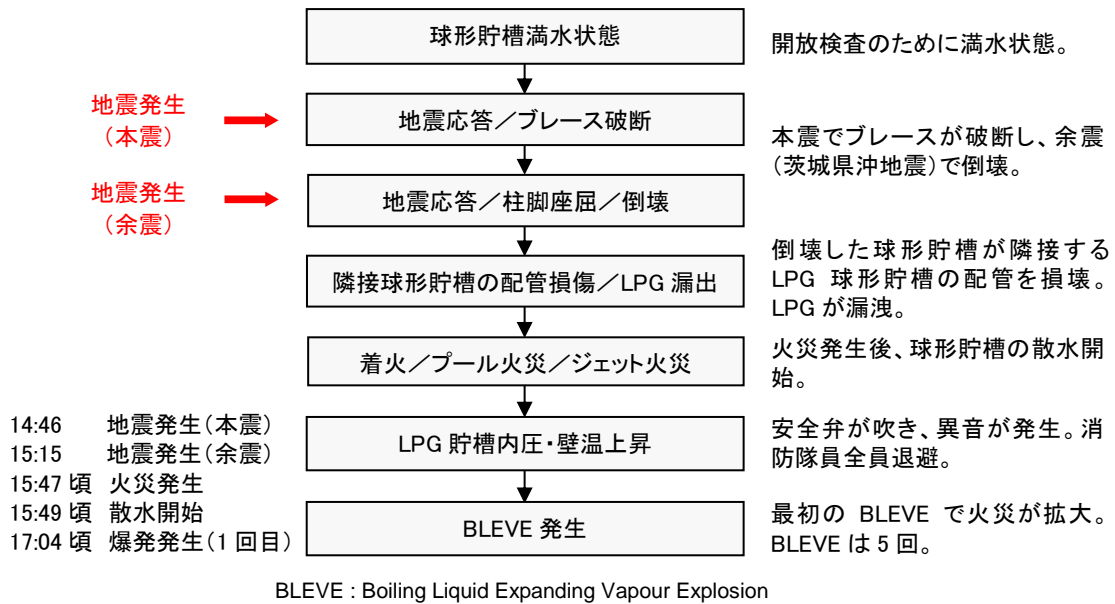 球形貯槽満水状態
開放検査のために満水状態。
地震発生
（本震）
地震応答／ブレース破断
本震でブレースが破断し、余震
（茨城県沖地震）で倒壊。
地震発生
（余震）
地震応答／柱脚座屈／倒壊
倒壊した球形貯槽が隣接する
LPG 球形貯槽の配管を損壊。
LPG が漏洩。
隣接球形貯槽の配管損傷／LPG 漏出
着火／プール火災／ジェット火災
火災発生後、球形貯槽の散水開
始。
14:46 地震発生（本震）
15:15 地震発生（余震）
15:47 頃 火災発生
15:49 頃 散水開始
17:04 頃 爆発発生（1 回目）
LPG 貯槽内圧・壁温上昇
安全弁が吹き、異音が発生。消
防隊員全員退避。
BLEVE 発生
最初の BLEVE で火災が拡大。
BLEVE は 5 回。
BLEVE : Boiling Liquid Expanding Vapour Explosion